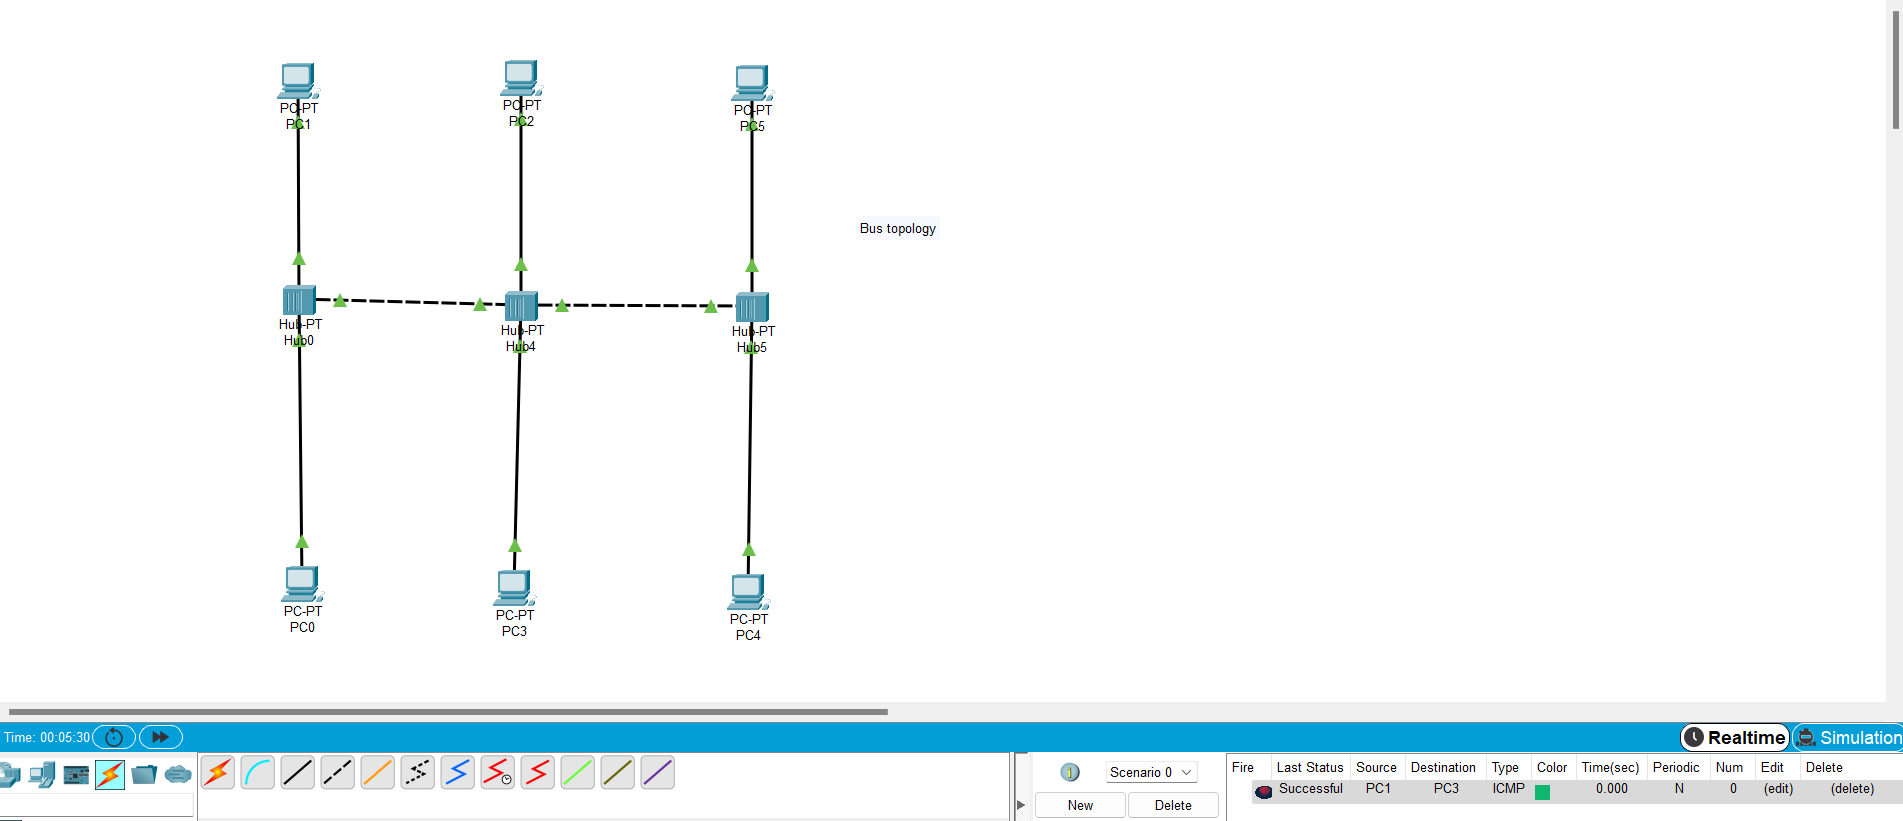 PC-PT
PC1
PC-PT
PC2
PC-PT
PC5
Bus topology
Hub-PT
Hub0
Hub-PT
Hub4
Hub-PT
Hub5
PC-PT
PC0
PC-PT
PC3
PC-PT
PC4
Time: 00:05:30
Realtime
Simulation
Scenario 0
New
Delete
Fire Last Status Source Destination Type Color Time(sec) Periodic Num Edit Delete
Successful PC1 PC3 ICMP 0.000 N 0 (edit) (delete)